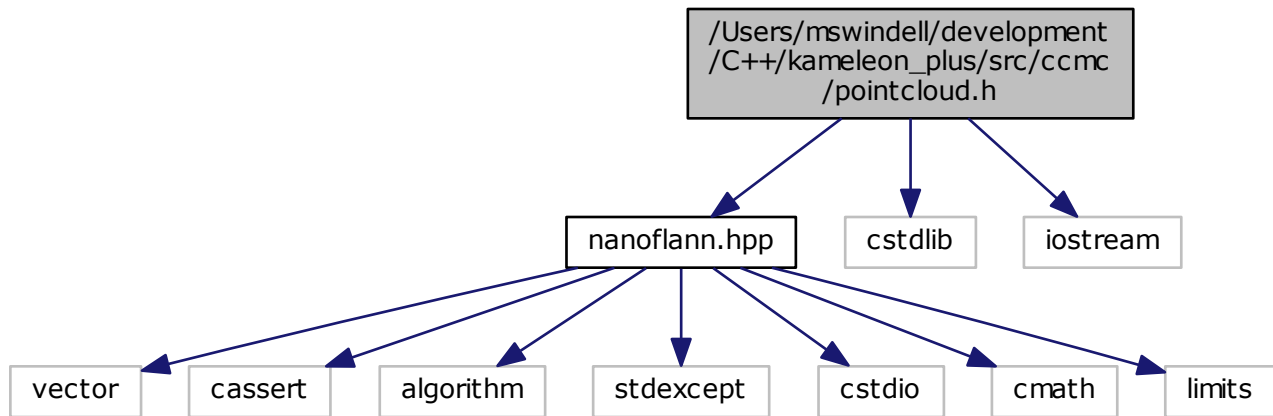 /Users/mswindell/development
/C++/kameleon_plus/src/ccmc
/pointcloud.h
nanoflann.hpp
cstdlib
iostream
vector
cassert
algorithm
stdexcept
cstdio
cmath
limits